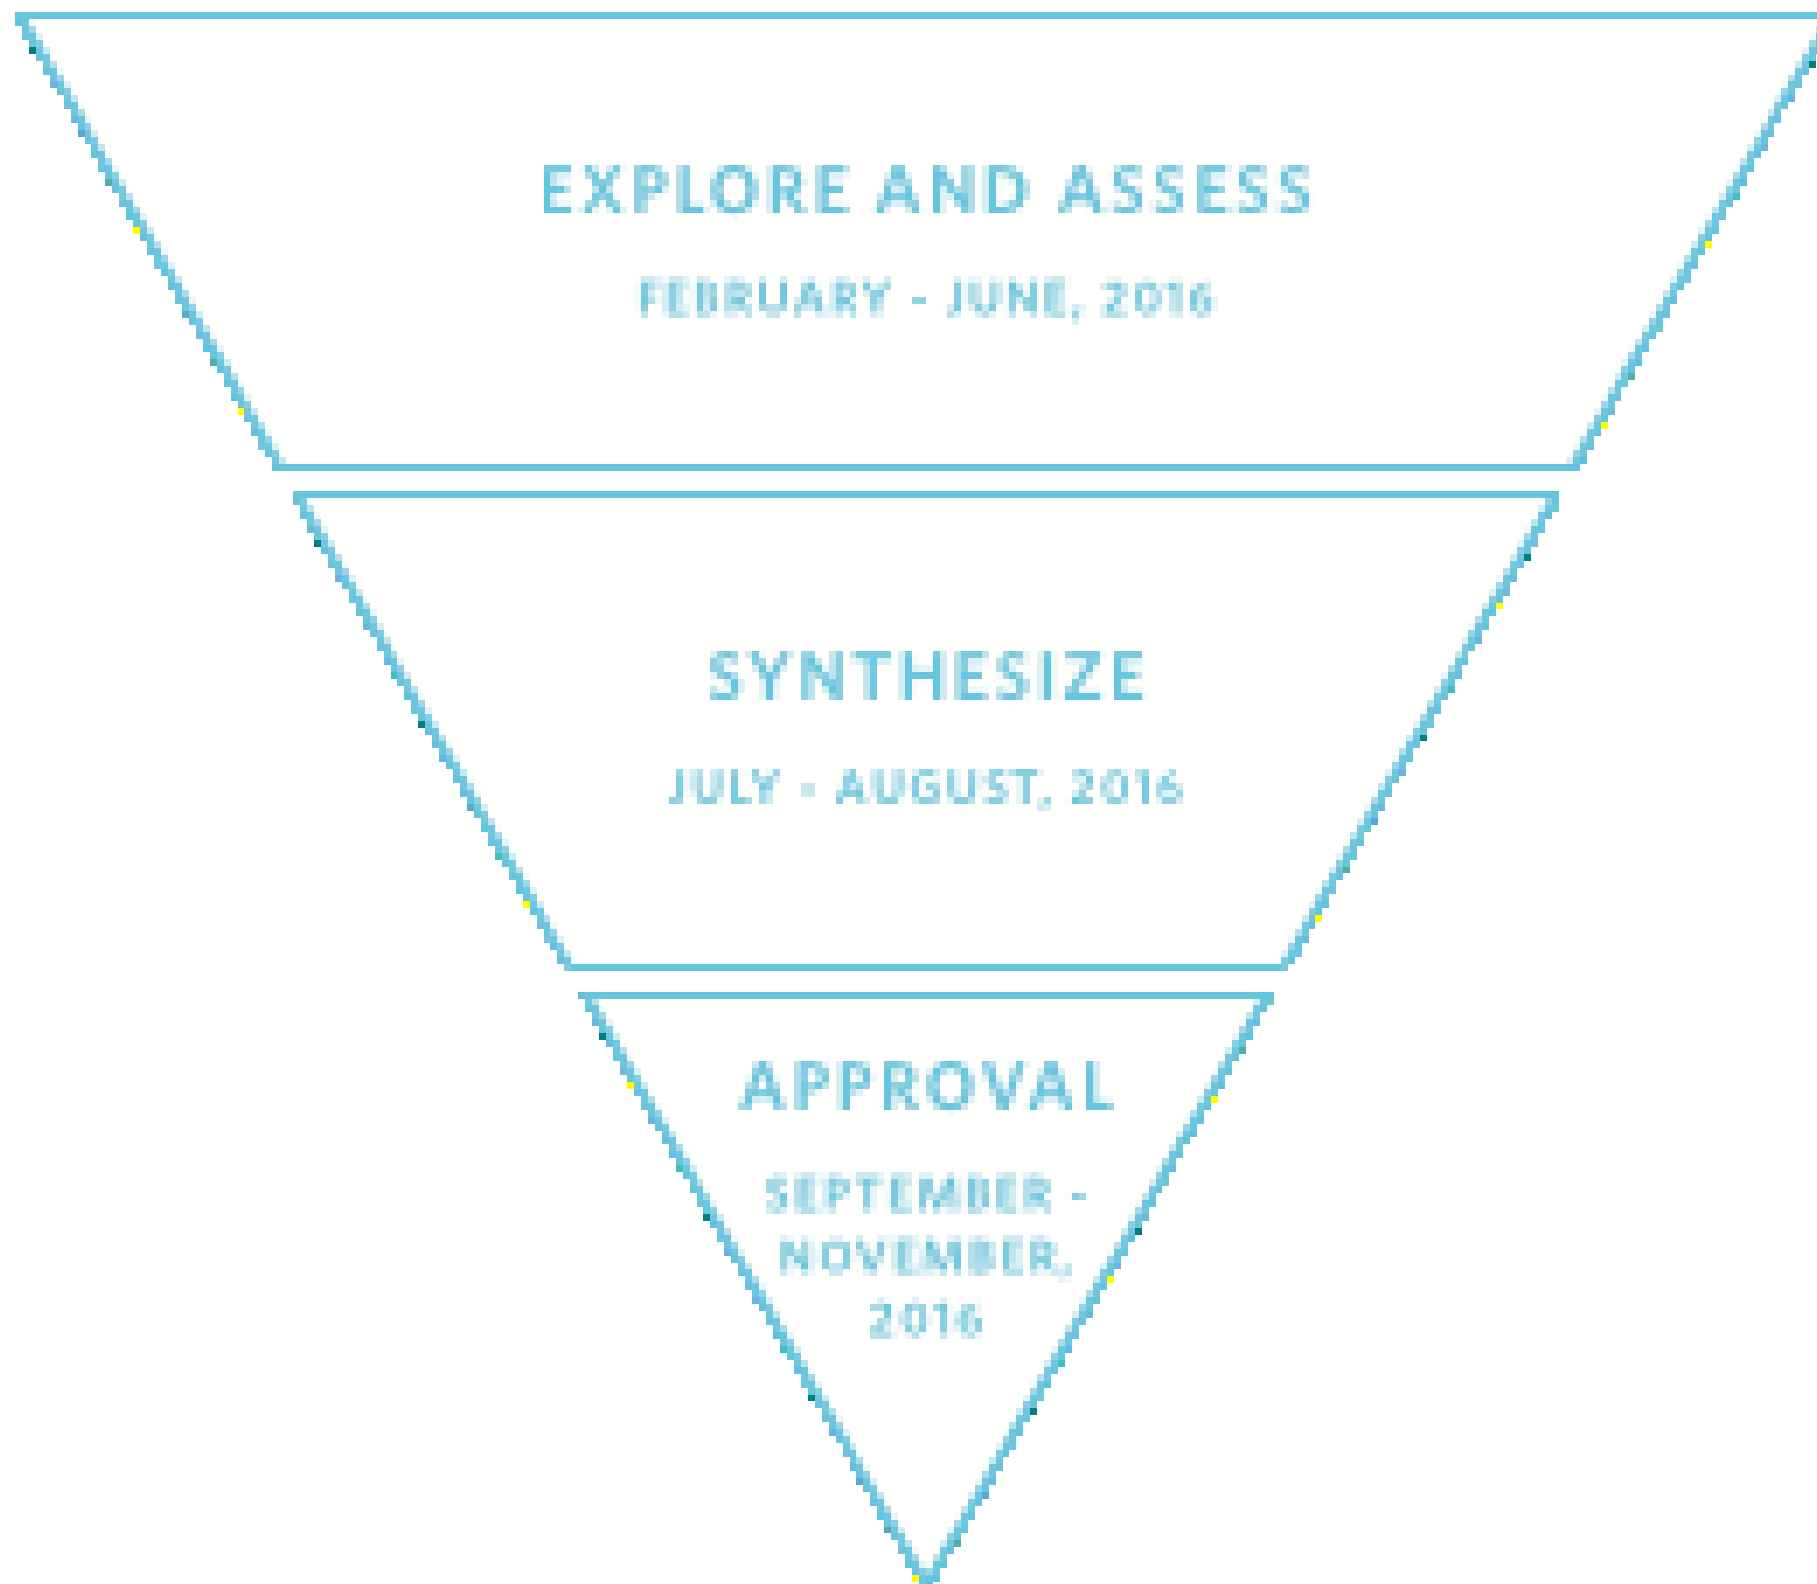 EXPLORE AND ASSESS
FEBRUARY - JUNE, 2016
SYNTHESIZE
JULY - AUGUST, 2016
APPROVAL
SEPTEMBER -
NOVEMBER,
2016